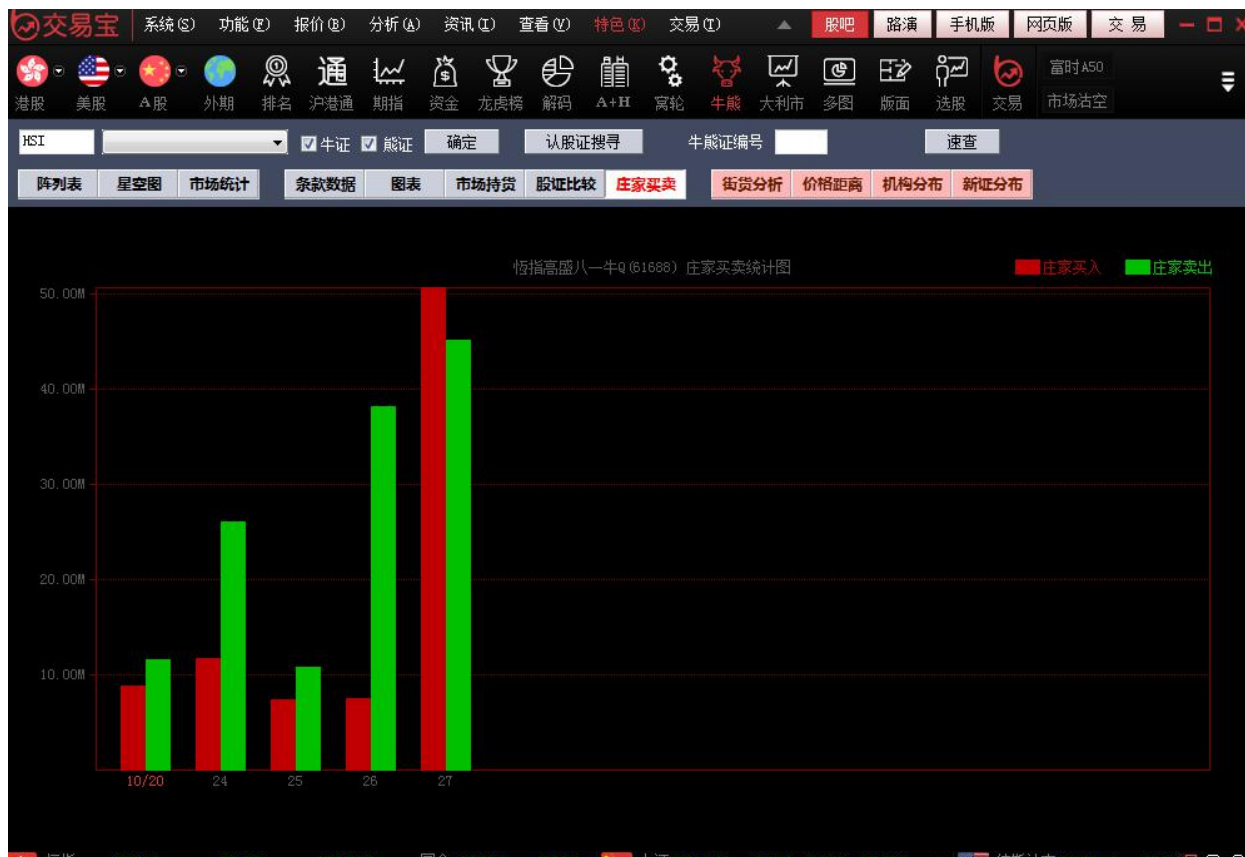 交易宝 系统(S) 功能(F) 报价(B) 分析(A) 资讯(I) 查看(V) 特色(K) 交易(T) 股吧 路演 手机版 网页版 交 易
港股 美股 A股 外期 排名 沪港通 期指 资金 龙虎榜 解码 A+H 窝轮 牛熊 大利市 多图 版面 选股 交易 富时A50
市场沽空
通
HSI 牛证 熊证 确定 认股证搜寻 牛熊证编号 速查
阵列表 星空图 市场统计 条款数据 图表 市场持货 股证比较 庄家买卖 街货分析 价格距离 机构分布 新证分布
恆指高盛八一牛Q(61688) 庄家买卖统计图 庄家买入 庄家卖出
50.00M
40.00M
30.00M
20.00M
10.00M
10/20 24 25 26 27